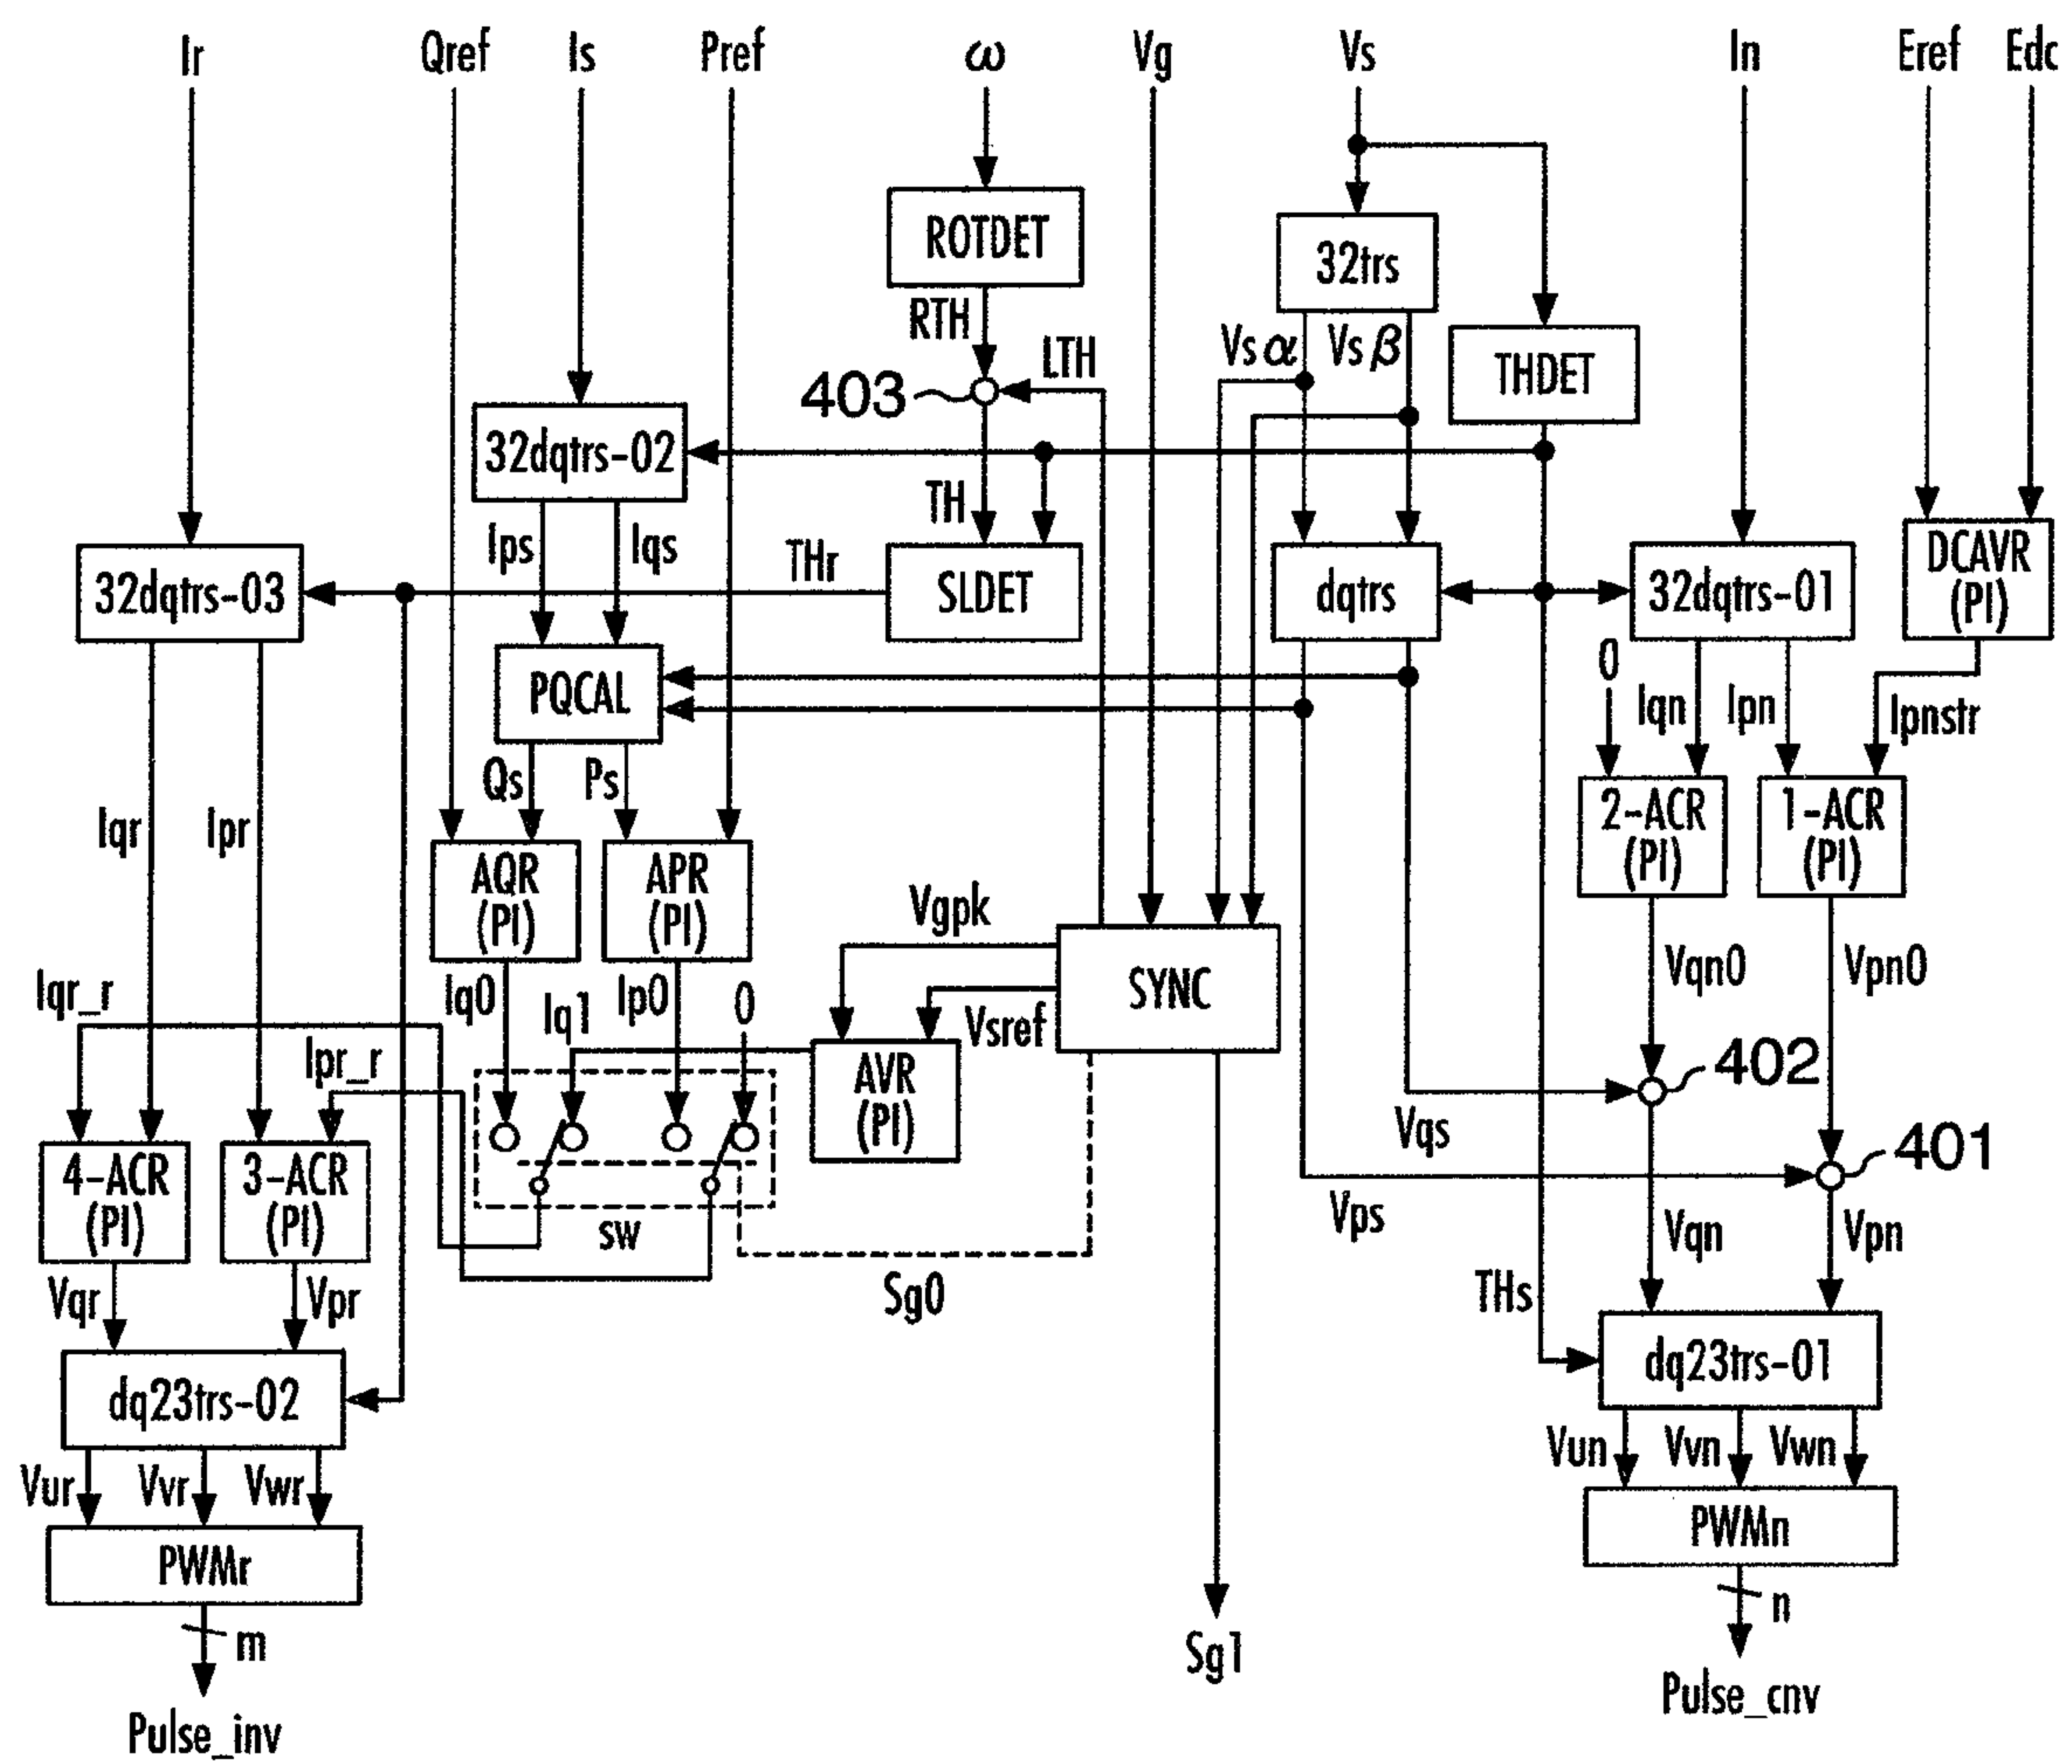 Ir Qref Is Pref ω Vg Vs In Eref Edc
ROTDET
32trs
RTH
LTH
Vsα Vsβ
THDET
403
32dqtrs-02
TH
Ips Iqs
THr
32dqtrs-03
SLDET
dqtrs
32dqtrs-01
DCAVR
(PI)
PQCAL
0
Iqn Ipn Ipnstr
Qs Ps
Iqr Ipr
2-ACR
(PI)
1-ACR
(PI)
AQR
(PI)
APR
(PI)
Vgpk
Vqn0 Vpn0
Iqr_r
Iq0 Iq1 Ip0 0
SYNC
Vsref
Ipr_r
AVR
(PI)
402
Vqs
401
4-ACR
(PI)
3-ACR
(PI)
sw
Vps
Vqn Vpn
Sg0
THs
Vqr Vpr
dq23trs-02
dq23trs-01
Vur Vvr Vwr
Vun Vvn Vwn
PWMr
PWMn
m
n
Sg1
Pulse_inv
Pulse_cnv